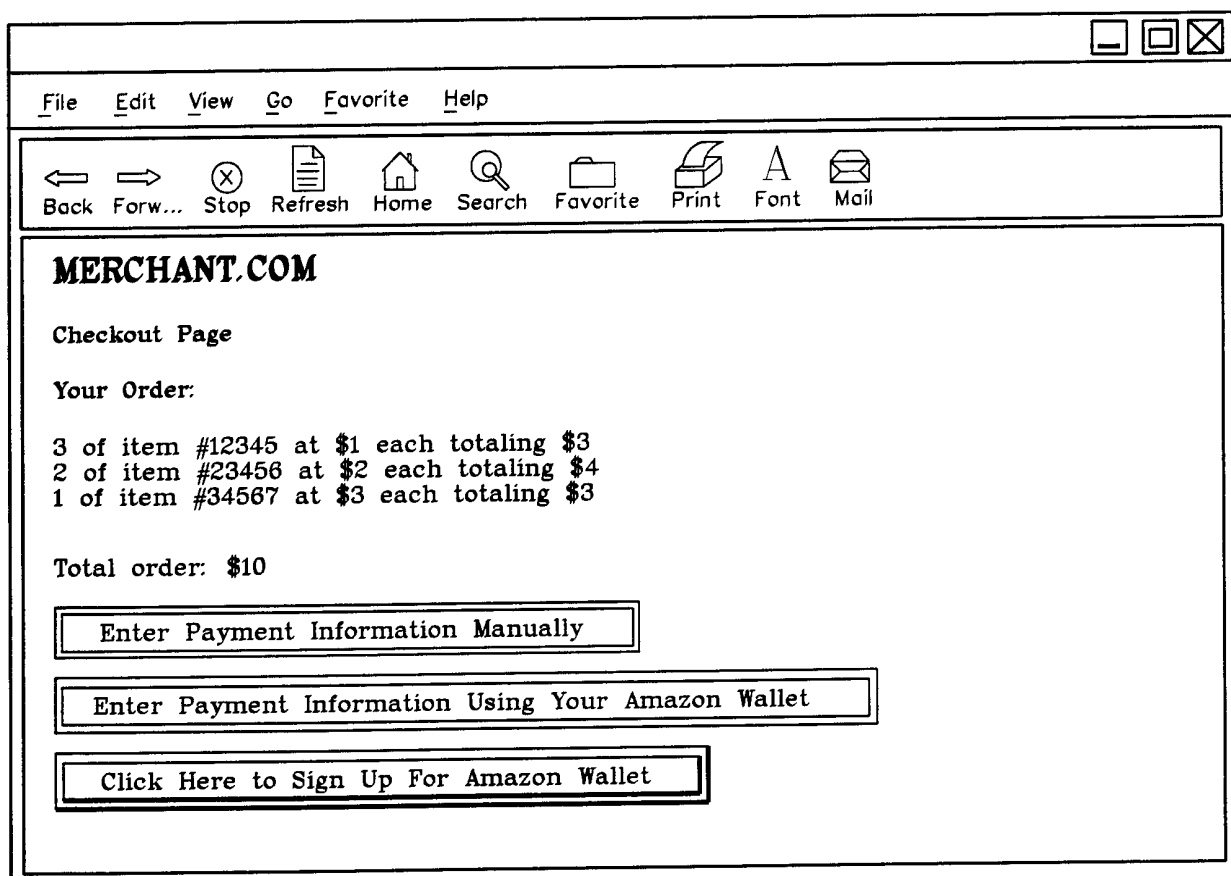 File Edit View Go Favorite Help
Back Forw... Stop Refresh Home Search Favorite Print Font Mail
MERCHANT.COM
Checkout Page
Your Order:
3 of item #12345 at $1 each totaling $3
2 of item #23456 at $2 each totaling $4
1 of item #34567 at $3 each totaling $3
Total order: $10
Enter Payment Information Manually
Enter Payment Information Using Your Amazon Wallet
Click Here to Sign Up For Amazon Wallet